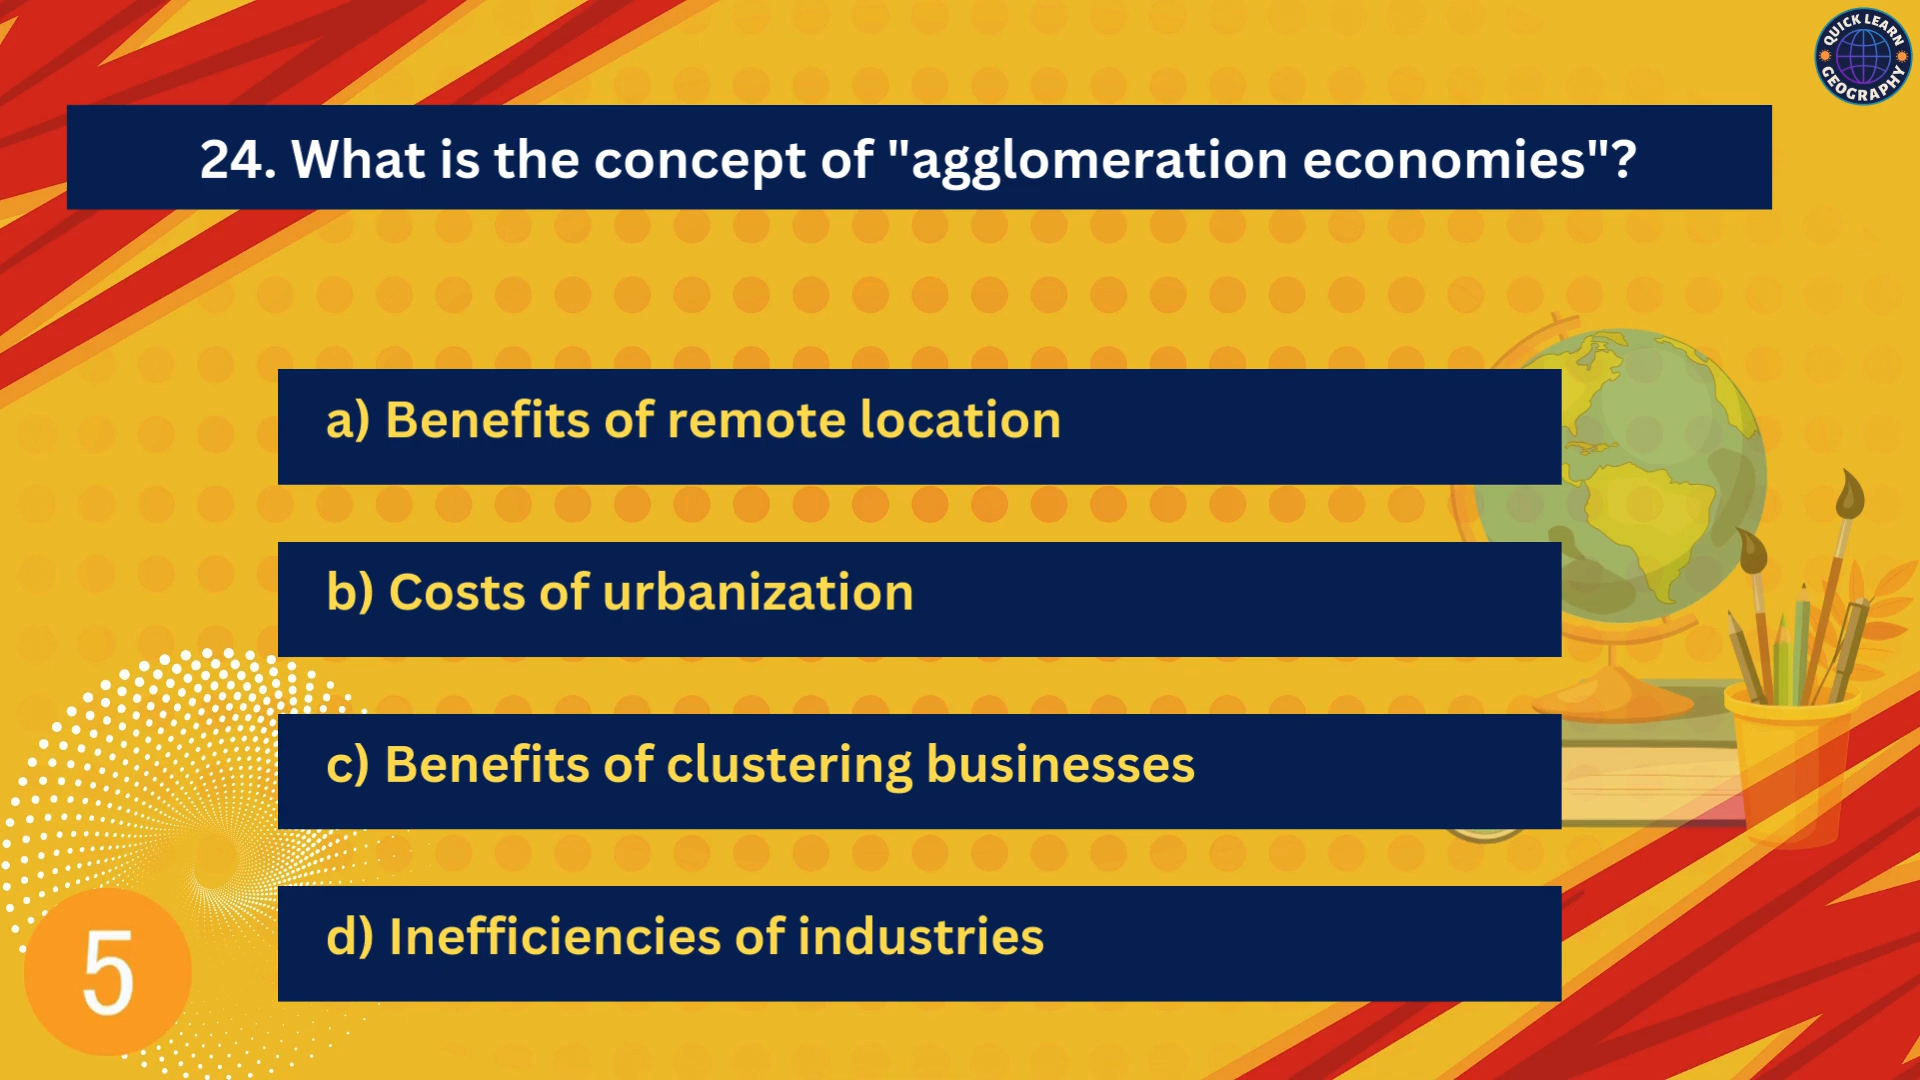 QUICK LEARN
GEOGRAPHY
24. What is the concept of "agglomeration economies"?
a) Benefits of remote location
b) Costs of urbanization
c) Benefits of clustering businesses
d) Inefficiencies of industries
5